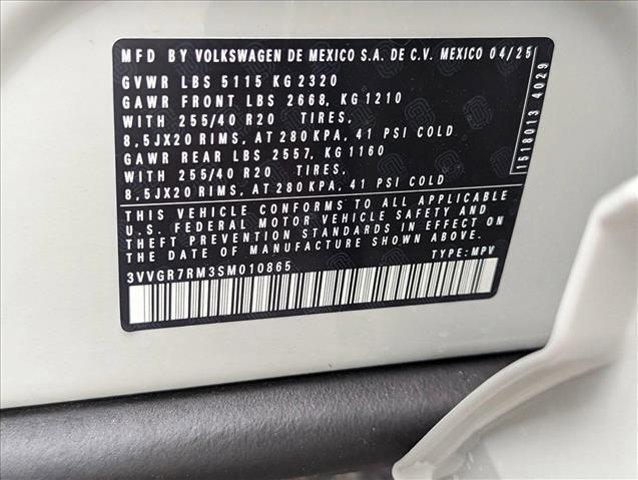 MFD BY VOLKSWAGEN DE MEXICO S.A. DE C.V. MEXICO 04/25
GVWR LBS 5115 KG 2320
GAWR FRONT LBS 2668, KG 1210
WITH 255/40 R20 TIRES.
8,5JX20 RIMS, AT 280 KPA, 41 PSI COLD
GAWR REAR LBS 2557, KG 1160
WITH 255/40 R20 TIRES.
8,5JX20 RIMS, AT 280 KPA, 41 PSI COLD
THIS VEHICLE CONFORMS TO ALL APPLICABLE
U.S. FEDERAL MOTOR VEHICLE SAFETY AND
THEFT PREVENTION STANDARDS IN EFFECT ON
THE DATE OF MANUFACTURE SHOWN ABOVE.
3VVGR7RM3SM010865 TYPE: MPV
1518013 4029